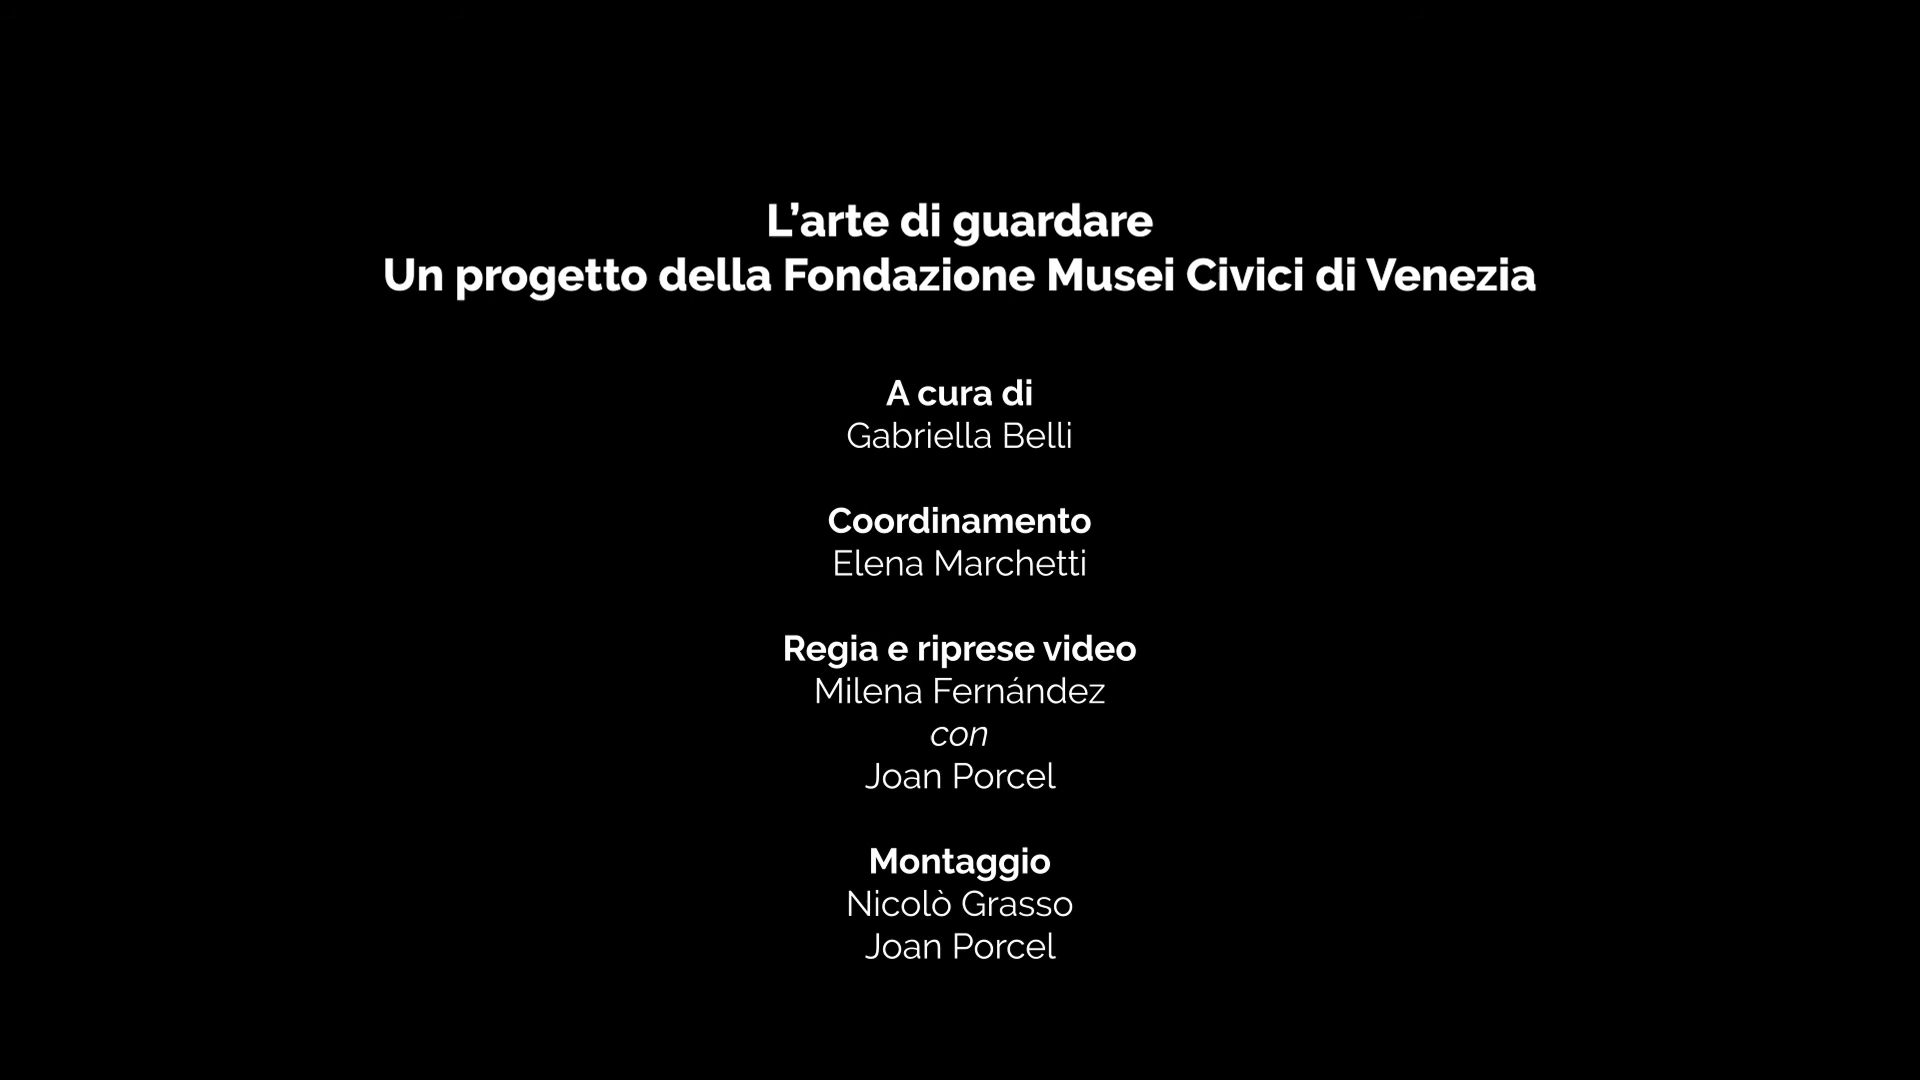 L’arte di guardare
Un progetto della Fondazione Musei Civici di Venezia
A cura di
Gabriella Belli
Coordinamento
Elena Marchetti
Regia e riprese video
Milena Fernández
con
Joan Porcel
Montaggio
Nicolò Grasso
Joan Porcel